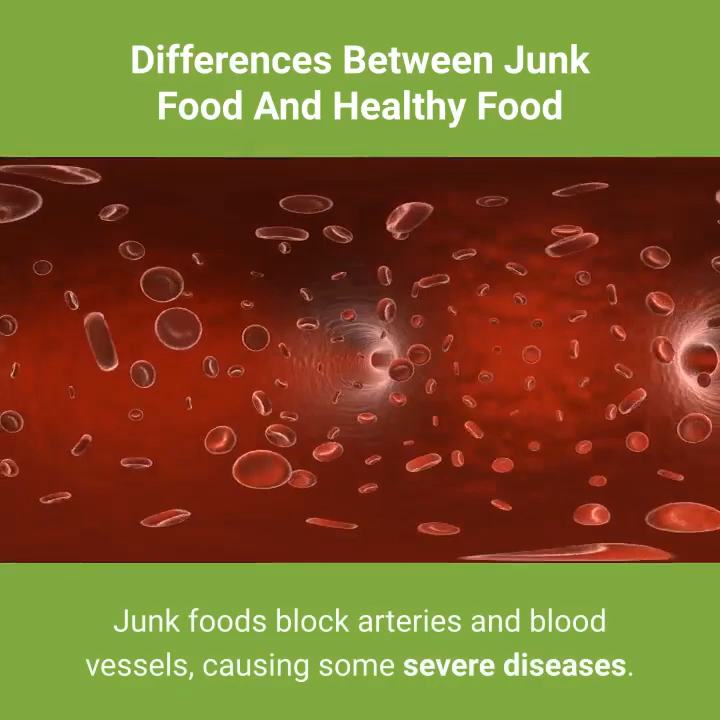 Differences Between Junk
Food And Healthy Food
Junk foods block arteries and blood
vessels, causing some severe diseases.